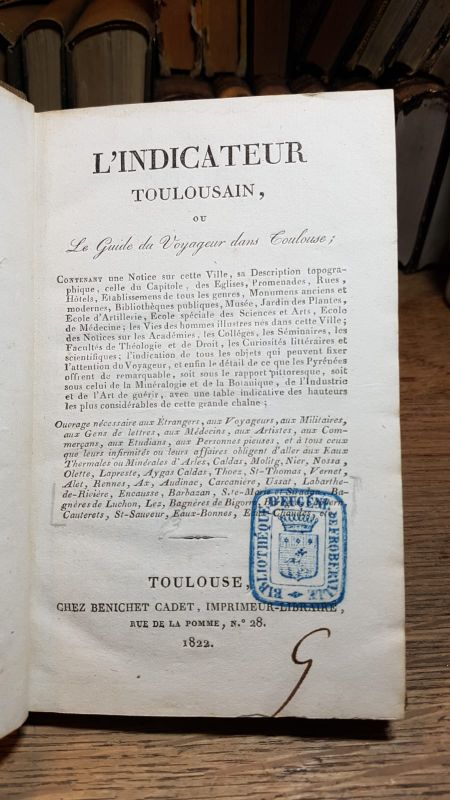 L'INDICATEUR
TOULOUSAIN,
OU
Le Guide du Voyageur dans Toulouse;
CONTENANT une Notice sur cette Ville, sa Description topogra-
phique, celle du Capitole, des Eglises, Promenades, Rues,
Hôtels, Etablissemens de tous les genres, Monumens anciens et
modernes, Bibliothèques publiques, Musée, Jardin des Plantes,
Ecole d'Artillerie, Ecole spéciale des Sciences et Arts, Ecole
de Médecine; les Vies des hommes illustres nés dans cette Ville;
des Notices sur les Académies, les Colléges, les Séminaires, les
Facultés de Théologie et de Droit, les Curiosités littéraires et
scientifiques; l'indication de tous les objets qui peuvent fixer
l'attention du Voyageur, et enfin le détail de ce que les Pyrénées
offrent de remarquable, soit sous le rapport pittoresque, soit
sous celui de la Minéralogie et de la Botanique, de l'Industrie
et de l'Art de guérir, avec une table indicative des hauteurs
les plus considérables de cette grande chaîne;
Ouvrage nécessaire aux Etrangers, aux Voyageurs, aux Militaires,
aux Gens de lettres, aux Médecins, aux Artistes, aux Com-
merçans, aux Etudians, aux Personnes pieuses, et à tous ceux
que leurs infirmités ou leurs affaires obligent d'aller aux Eaux
Thermales ou Minérales d'Arles, Caldas, Molitg, Nier, Nossa,
Olette, Lapreste, Aygas Caldas, Thoez, St-Thomas, Vernet,
Alet, Rennes, Ax, Audinac, Carcanière, Ussat, Labarthe-
de-Rivière, Encausse, Barbazan, S.te-Marie et Siradan, Ba-
gnères de Luchon, Lez, Bagnères de Bigorre,
Cauterets, St-Sauveur, Eaux-Bonnes, Eaux-Chaudes, etc.
BIBLIOTHEQUE D'EUGENE DE FROBERVILLE
TOULOUSE,
CHEZ BENICHET CADET, IMPRIMEUR-LIBRAIRE,
RUE DE LA POMME, N.º 28.
1822.